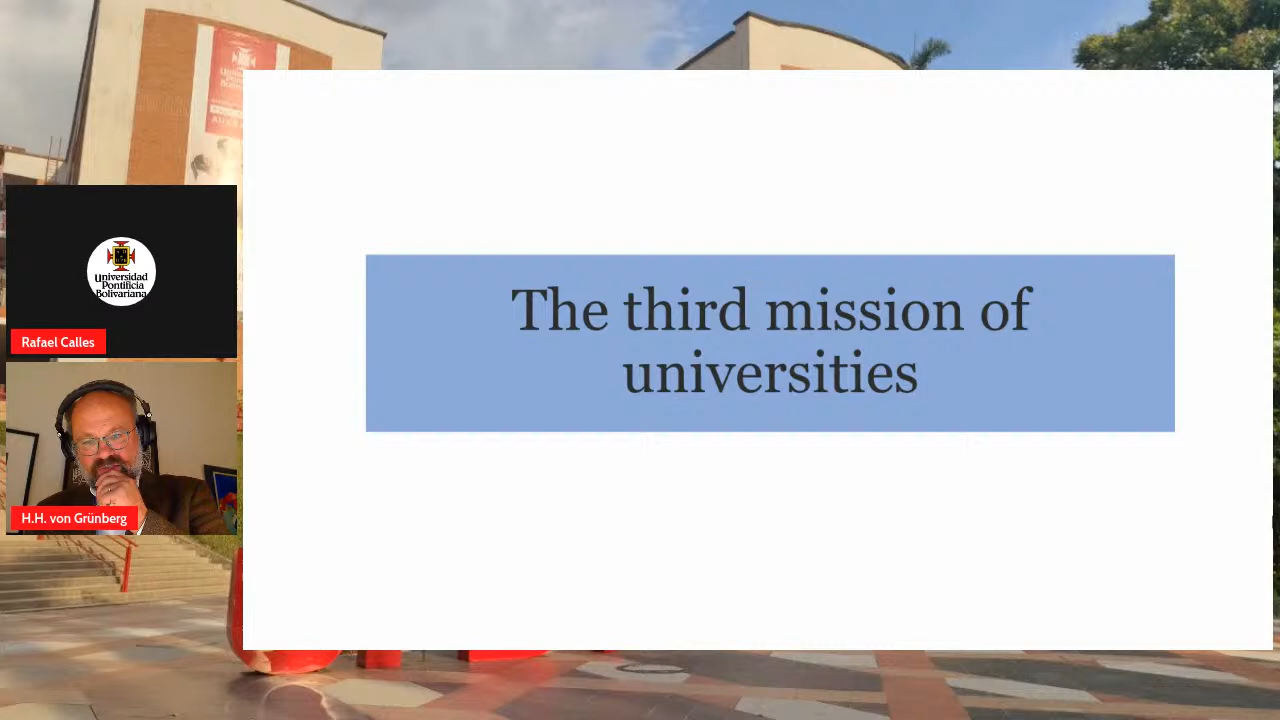 The third mission of
universities
Universidad
Pontificia
Bolivariana
Rafael Calles
H.H. von Grünberg